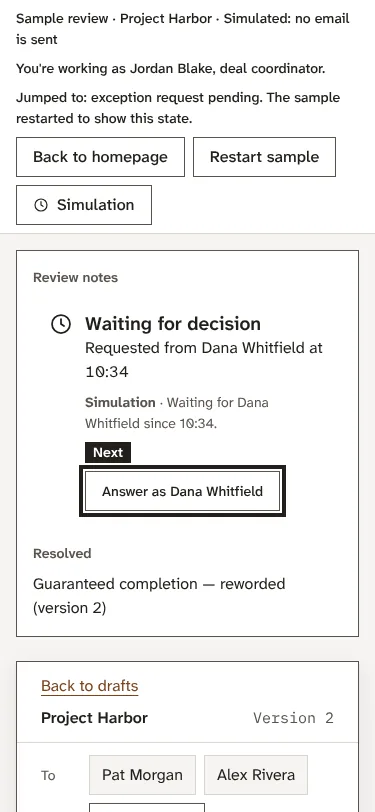 Sample review · Project Harbor · Simulated: no email
is sent
You're working as Jordan Blake, deal coordinator.
Jumped to: exception request pending. The sample
restarted to show this state.
Back to homepage
Restart sample
Simulation
Review notes
Waiting for decision
Requested from Dana Whitfield at
10:34
Simulation · Waiting for Dana
Whitfield since 10:34.
Next
Answer as Dana Whitfield
Resolved
Guaranteed completion — reworded
(version 2)
Back to drafts
Project Harbor
Version 2
To
Pat Morgan
Alex Rivera